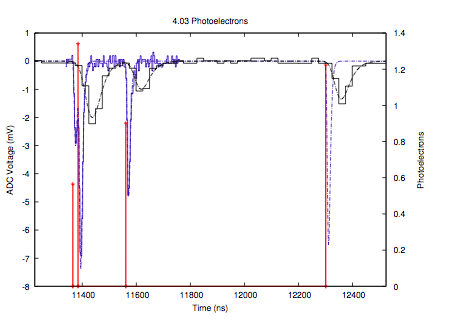 4.03 Photoelectrons
1 1.4
0 1.2
-1
-2 1
-3 0.8
-4
-5 0.6
-6 0.4
-7 0.2
-8 0
ADC Voltage (mV)
Photoelectrons
11400 11600 11800 12000 12200 12400
Time (ns)